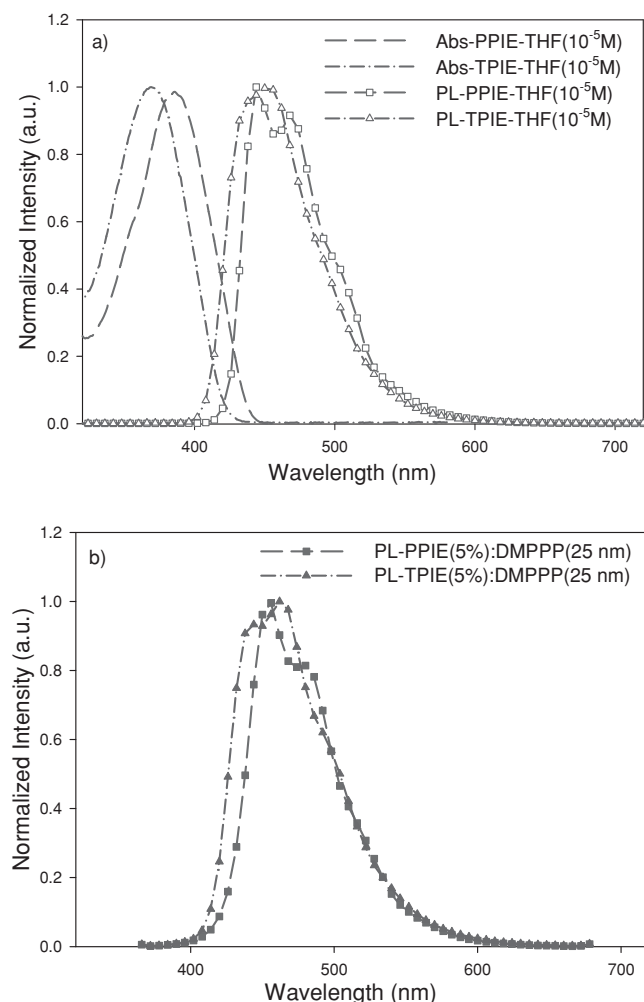 a)
Abs-PPIE-THF(10⁻⁵M)
Abs-TPIE-THF(10⁻⁵M)
PL-PPIE-THF(10⁻⁵M)
PL-TPIE-THF(10⁻⁵M)
Normalized Intensity (a.u.)
1.2
1.0
0.8
0.6
0.4
0.2
0.0
400
500
600
700
Wavelength (nm)
b)
PL-PPIE(5%):DMPPP(25 nm)
PL-TPIE(5%):DMPPP(25 nm)
Normalized Intensity (a.u.)
1.2
1.0
0.8
0.6
0.4
0.2
0.0
400
500
600
700
Wavelength (nm)